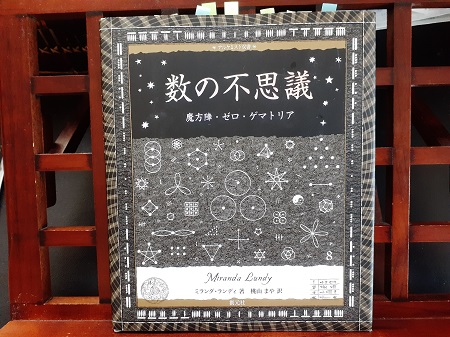 数の不思議
魔方陣・ゼロ・ゲマトリア
8
Miranda Lundy
ミランダ・ランディ 著 桃山 まや 訳
創元社